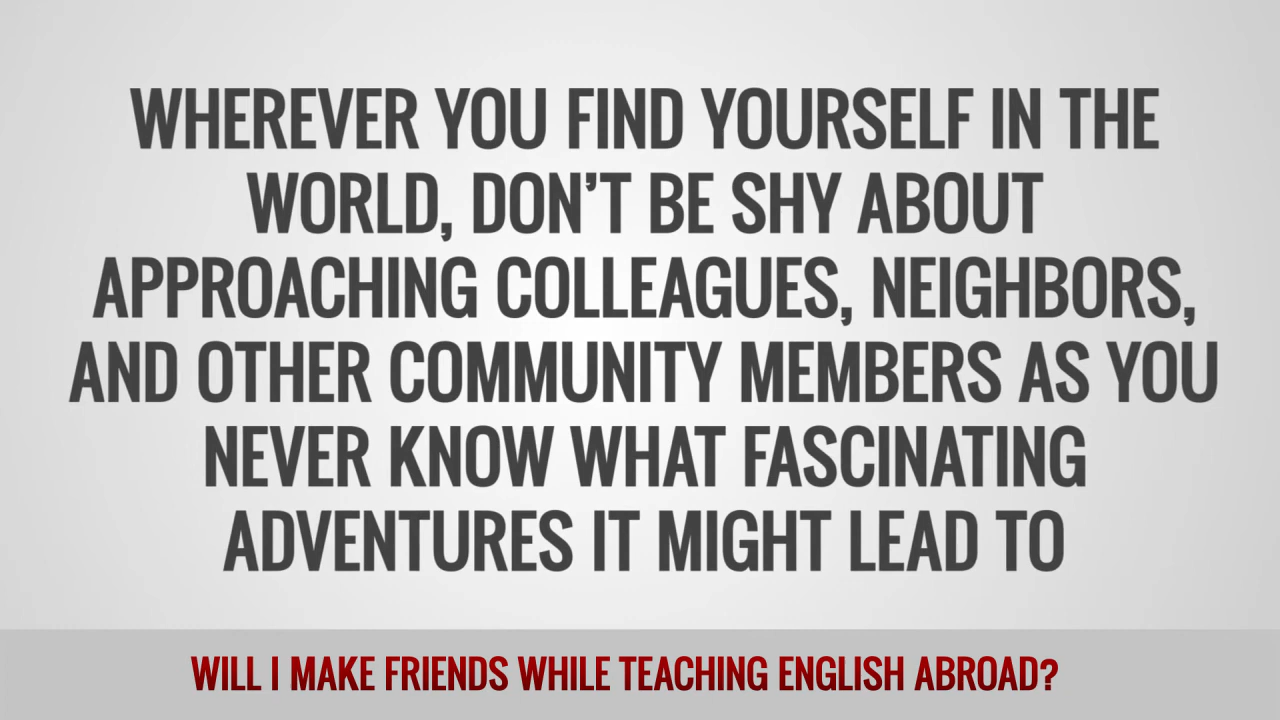 WHEREVER YOU FIND YOURSELF IN THE
WORLD, DON’T BE SHY ABOUT
APPROACHING COLLEAGUES, NEIGHBORS,
AND OTHER COMMUNITY MEMBERS AS YOU
NEVER KNOW WHAT FASCINATING
ADVENTURES IT MIGHT LEAD TO
WILL I MAKE FRIENDS WHILE TEACHING ENGLISH ABROAD?